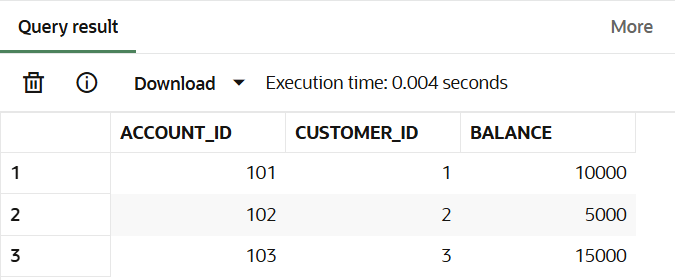 Query result More
Download Execution time: 0.004 seconds
ACCOUNT_ID CUSTOMER_ID BALANCE
1 101 1 10000
2 102 2 5000
3 103 3 15000